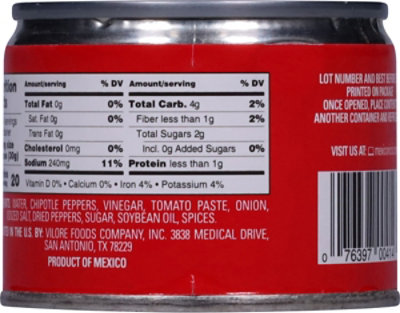 Amount/serving % DV Amount/serving % DV
Total Fat 0g 0% Total Carb. 4g 2%
Sat. Fat 0g 0% Fiber less than 1g 2%
Trans Fat 0g Total Sugars 2g
Cholesterol 0mg 0% Incl. 0g Added Sugars 0%
Sodium 240mg 11% Protein less than 1g
20 Vitamin D 0% • Calcium 0% • Iron 4% • Potassium 4%
WATER, CHIPOTLE PEPPERS, VINEGAR, TOMATO PASTE, ONION,
SALT, DRIED PEPPERS, SUGAR, SOYBEAN OIL, SPICES.
IN THE U.S. BY: VILORE FOODS COMPANY, INC. 3838 MEDICAL DRIVE,
SAN ANTONIO, TX 78229
PRODUCT OF MEXICO
LOT NUMBER AND BEST
PRINTED ON PACKAGE
ONCE OPENED, PLACE
ANOTHER CONTAINER AND
VISIT US AT:
0 76397 00414